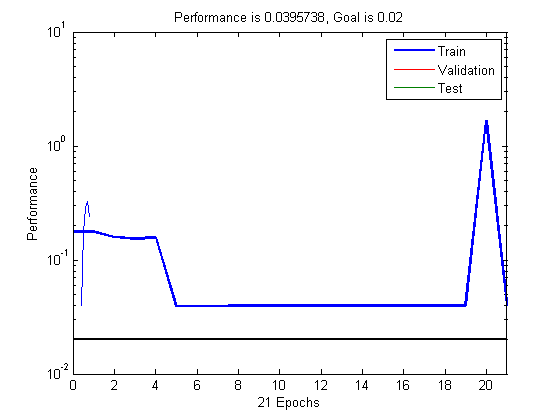 Performance is 0.0395738, Goal is 0.02
10^1
Train
Validation
Test
10^0
Performance
10^-1
10^-2
0 2 4 6 8 10 12 14 16 18 20
21 Epochs